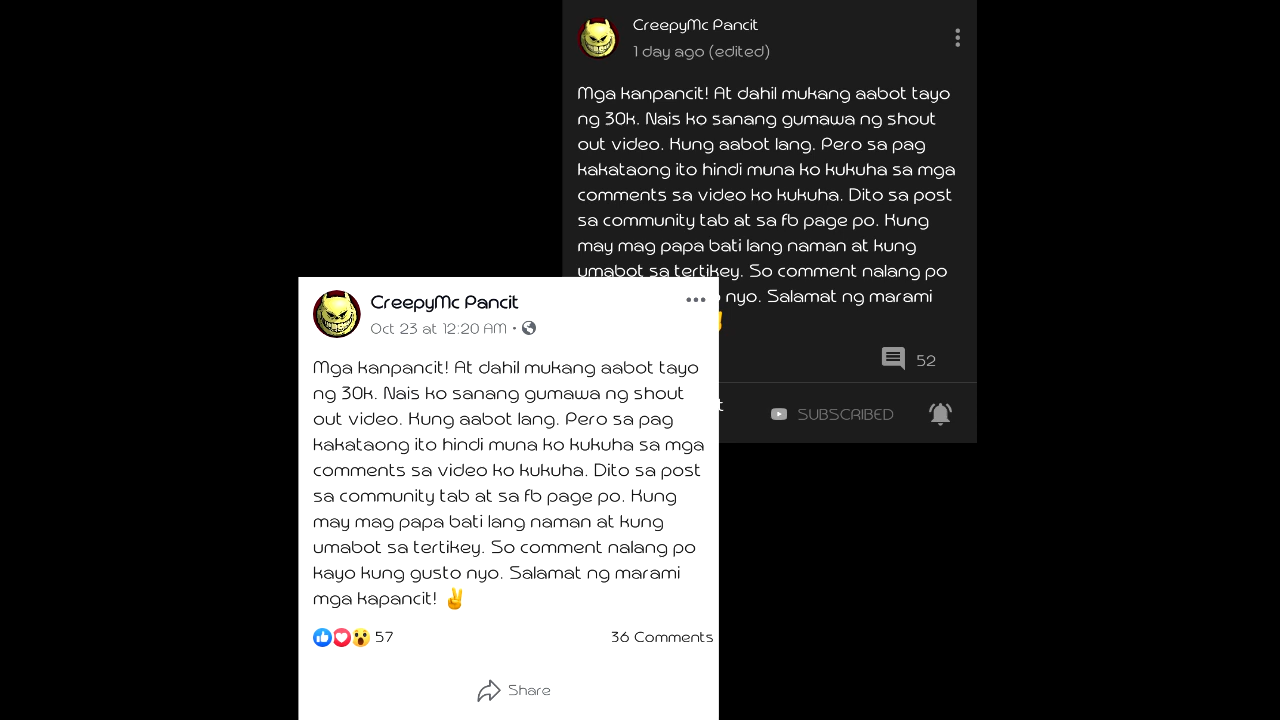 CreepyMc Pancit
1 day ago (edited)
Mga kanpancit! At dahil mukang aabot tayo
ng 30k. Nais ko sanang gumawa ng shout
out video. Kung aabot lang. Pero sa pag
kakataong ito hindi muna ko kukuha sa mga
comments sa video ko kukuha. Dito sa post
sa community tab at sa fb page po. Kung
may mag papa bati lang naman at kung
umabot sa tertikey. So comment nalang po
nyo. Salamat ng marami
52
SUBSCRIBED
CreepyMc Pancit
Oct 23 at 12:20 AM •
Mga kanpancit! At dahil mukang aabot tayo
ng 30k. Nais ko sanang gumawa ng shout
out video. Kung aabot lang. Pero sa pag
kakataong ito hindi muna ko kukuha sa mga
comments sa video ko kukuha. Dito sa post
sa community tab at sa fb page po. Kung
may mag papa bati lang naman at kung
umabot sa tertikey. So comment nalang po
kayo kung gusto nyo. Salamat ng marami
mga kapancit! ✌️
57
36 Comments
Share